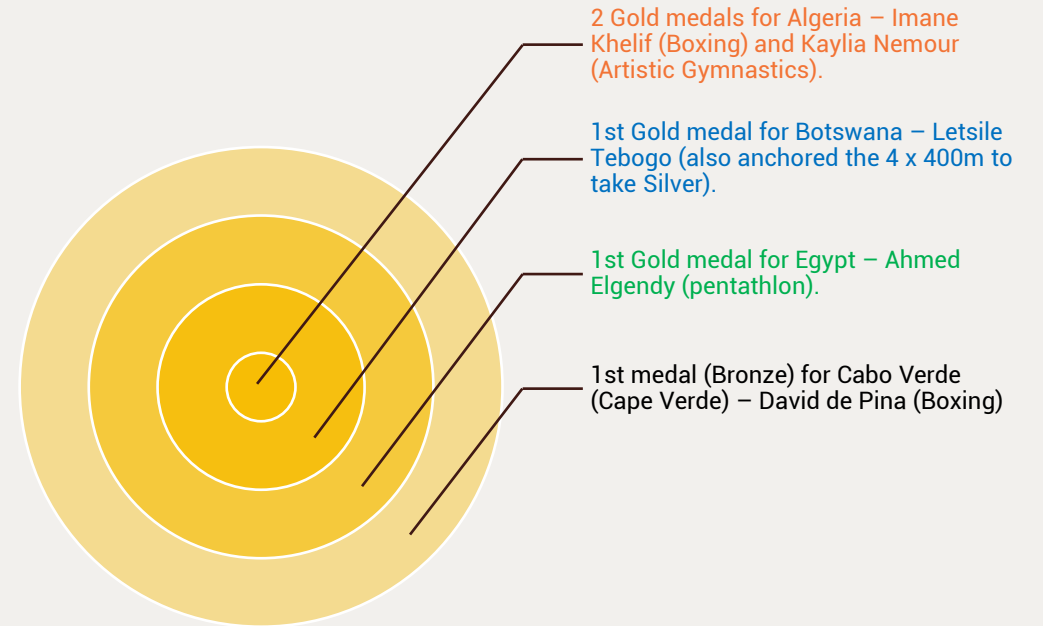 2 Gold medals for Algeria – Imane
Khelif (Boxing) and Kaylia Nemour
(Artistic Gymnastics).
1st Gold medal for Botswana – Letsile
Tebogo (also anchored the 4 x 400m to
take Silver).
1st Gold medal for Egypt – Ahmed
Elgendy (pentathlon).
1st medal (Bronze) for Cabo Verde
(Cape Verde) – David de Pina (Boxing)